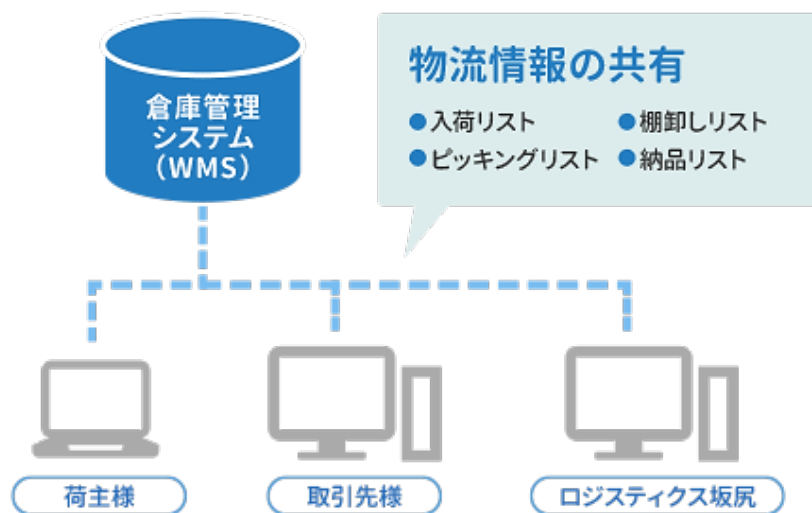 倉庫管理
システム
（WMS）
物流情報の共有
●入荷リスト ●棚卸しリスト
●ピッキングリスト ●納品リスト
荷主様 取引先様 ロジスティクス坂尻